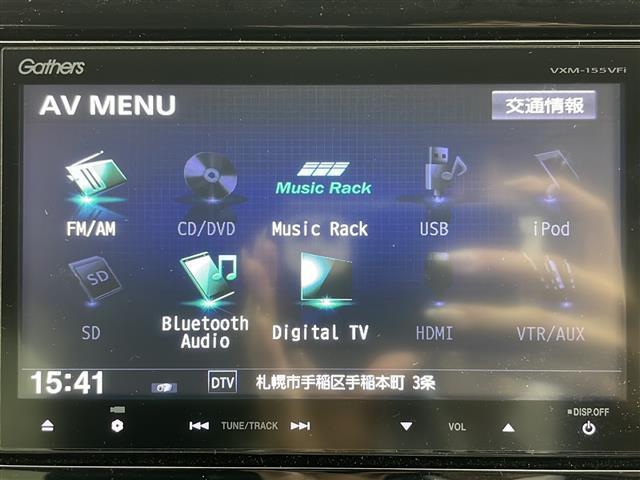 Gathers VXM-155VFi
AV MENU 交通情報
Music Rack
FM/AM CD/DVD Music Rack USB iPod
SD
SD Bluetooth Audio Digital TV HDMI VTR/AUX
15:41 DTV 札幌市手稲区手稲本町 3条
DISP.OFF
TUNE/TRACK VOL